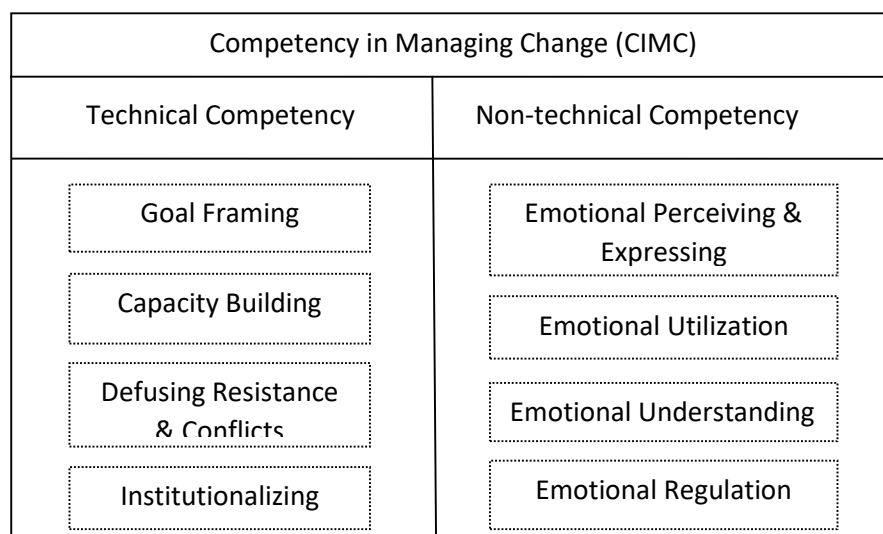 Competency in Managing Change (CIMC)
Technical Competency
Non-technical Competency
Goal Framing
Capacity Building
Defusing Resistance
& Conflicts
Institutionalizing
Emotional Perceiving &
Expressing
Emotional Utilization
Emotional Understanding
Emotional Regulation